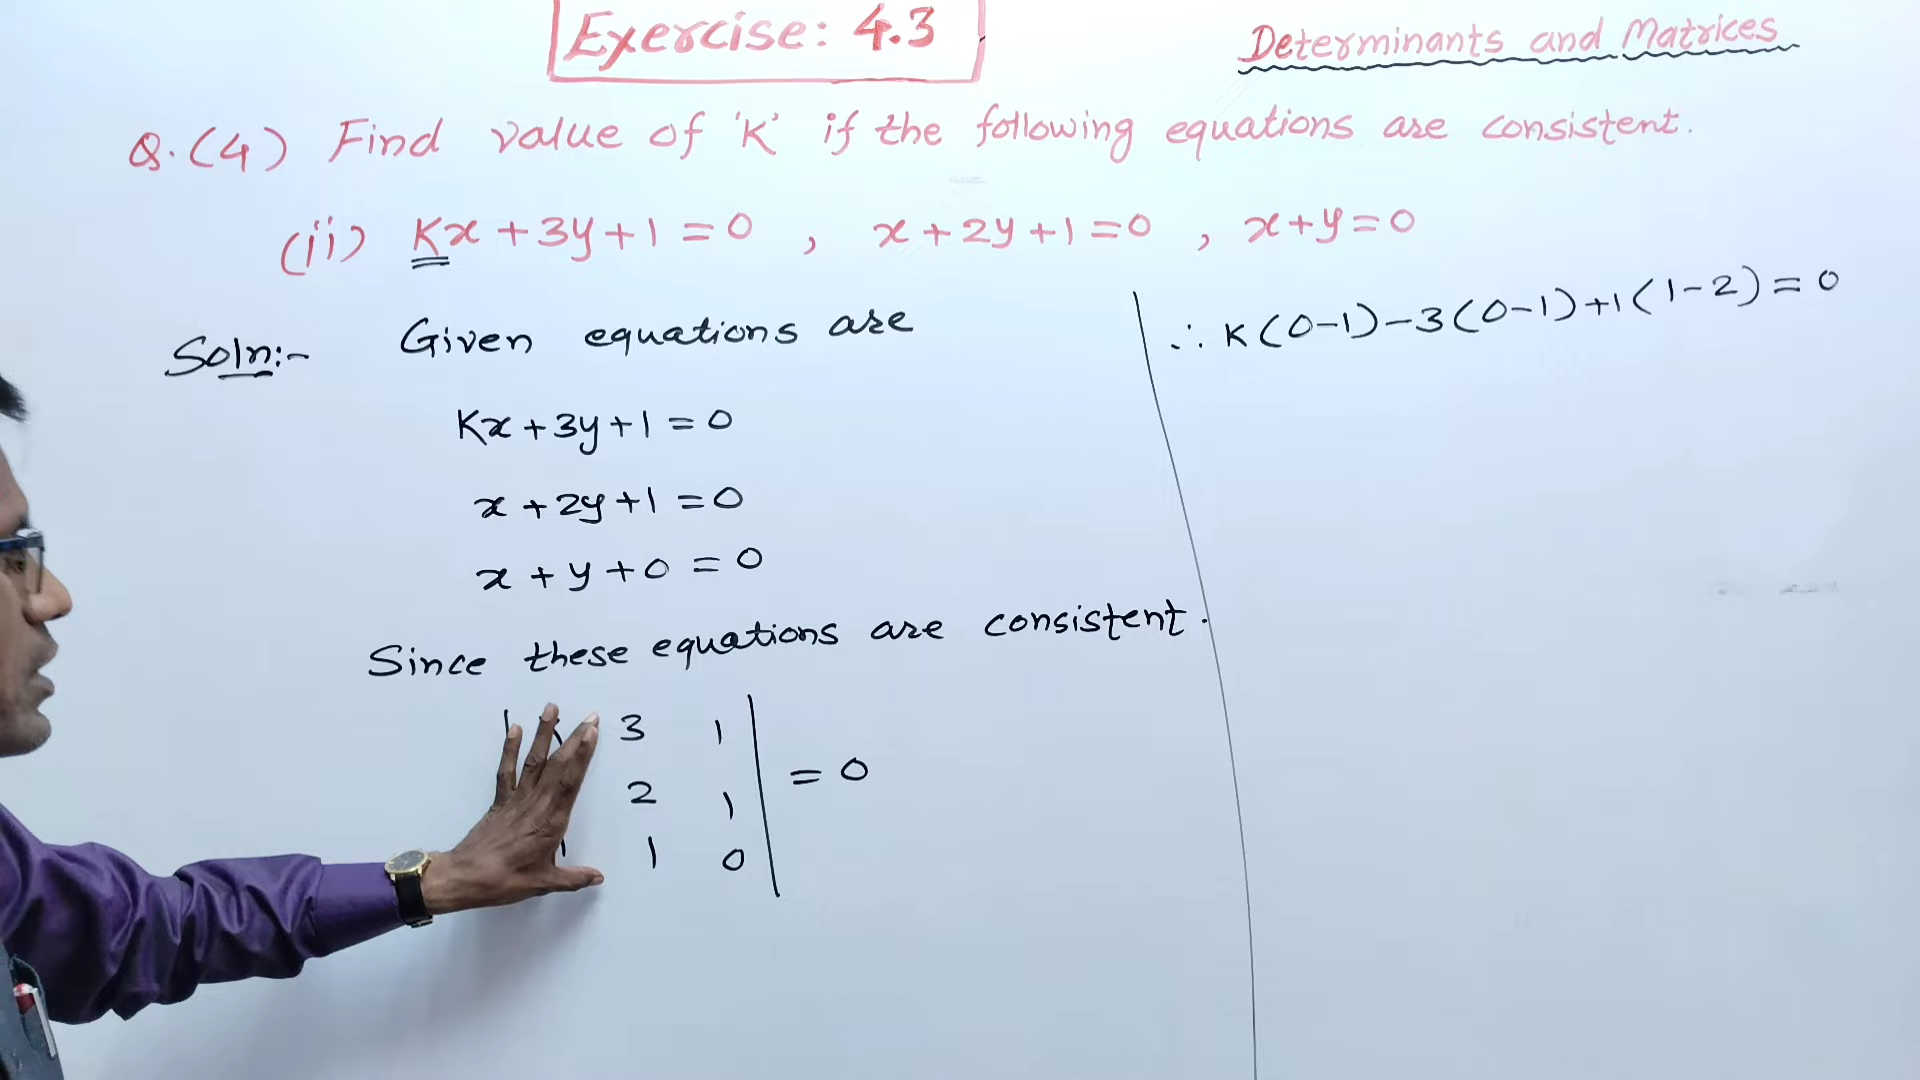 Exercise: 4.3
Determinants and Matrices
Q.(4) Find value of 'K' if the following equations are consistent.
(ii) Kx + 3y + 1 = 0 , x + 2y + 1 = 0 , x + y = 0
Soln:- Given equations are
Kx + 3y + 1 = 0
x + 2y + 1 = 0
x + y + 0 = 0
Since these equations are consistent.
3 1
2 1 = 0
1 1 0
∴ K(0-1) - 3(0-1) + 1(1-2) = 0